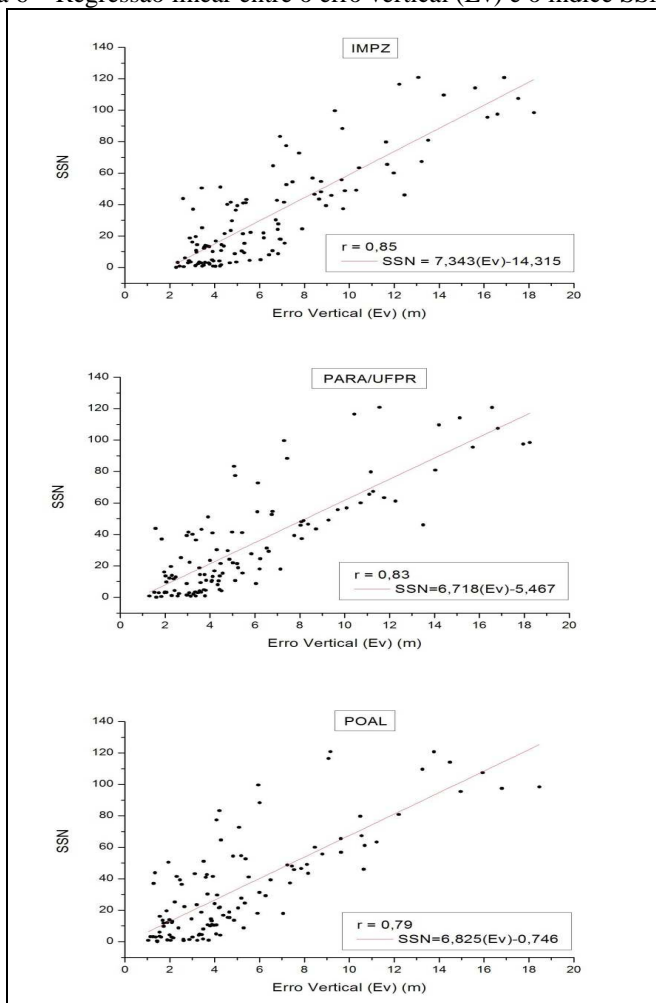 Regressão linear entre o erro vertical (Ev) e o índice SSN
IMPZ
140
120
100
80
60
40
20
0
SSN
r = 0,85
SSN = 7,343(Ev)-14,315
0 2 4 6 8 10 12 14 16 18 20
Erro Vertical (Ev) (m)
PARA/UFPR
140
120
100
80
60
40
20
0
SSN
r = 0,83
SSN=6,718(Ev)-5,467
0 2 4 6 8 10 12 14 16 18 20
Erro Vertical (Ev) (m)
POAL
140
120
100
80
60
40
20
0
SSN
r = 0,79
SSN=6,825(Ev)-0,746
0 2 4 6 8 10 12 14 16 18 20
Erro Vertical (Ev) (m)